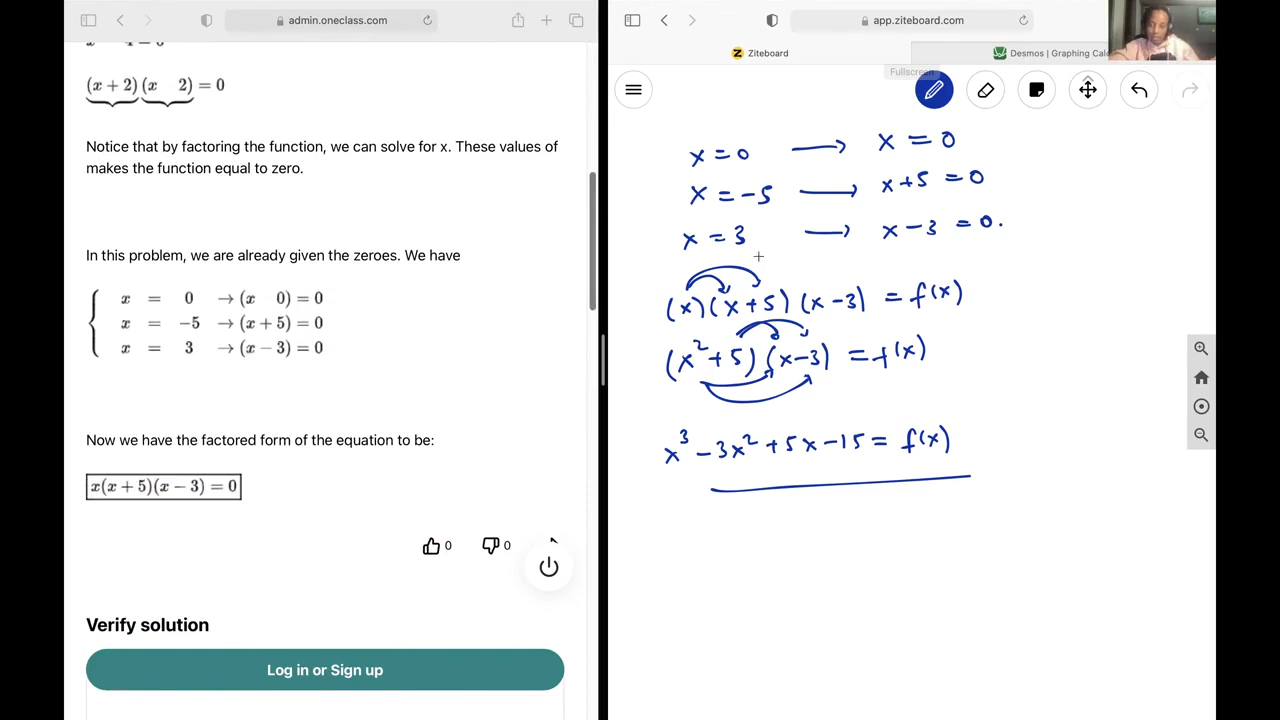 admin.oneclass.com
(x + 2)(x 2) = 0
Notice that by factoring the function, we can solve for x. These values of
makes the function equal to zero.
In this problem, we are already given the zeroes. We have
x = 0 → (x 0) = 0
x = −5 → (x + 5) = 0
x = 3 → (x − 3) = 0
Now we have the factored form of the equation to be:
x(x + 5)(x − 3) = 0
0 0
Verify solution
Log in or Sign up
app.ziteboard.com
Ziteboard
Desmos | Graphing Calc
Fullscreen
x = 0 → x = 0
x = -5 → x+5 = 0
x = 3 → x - 3 = 0.
(x)(x+5)(x-3) = f(x)
(x²+5)(x-3) = f(x)
x³ - 3x² + 5x - 15 = f(x)